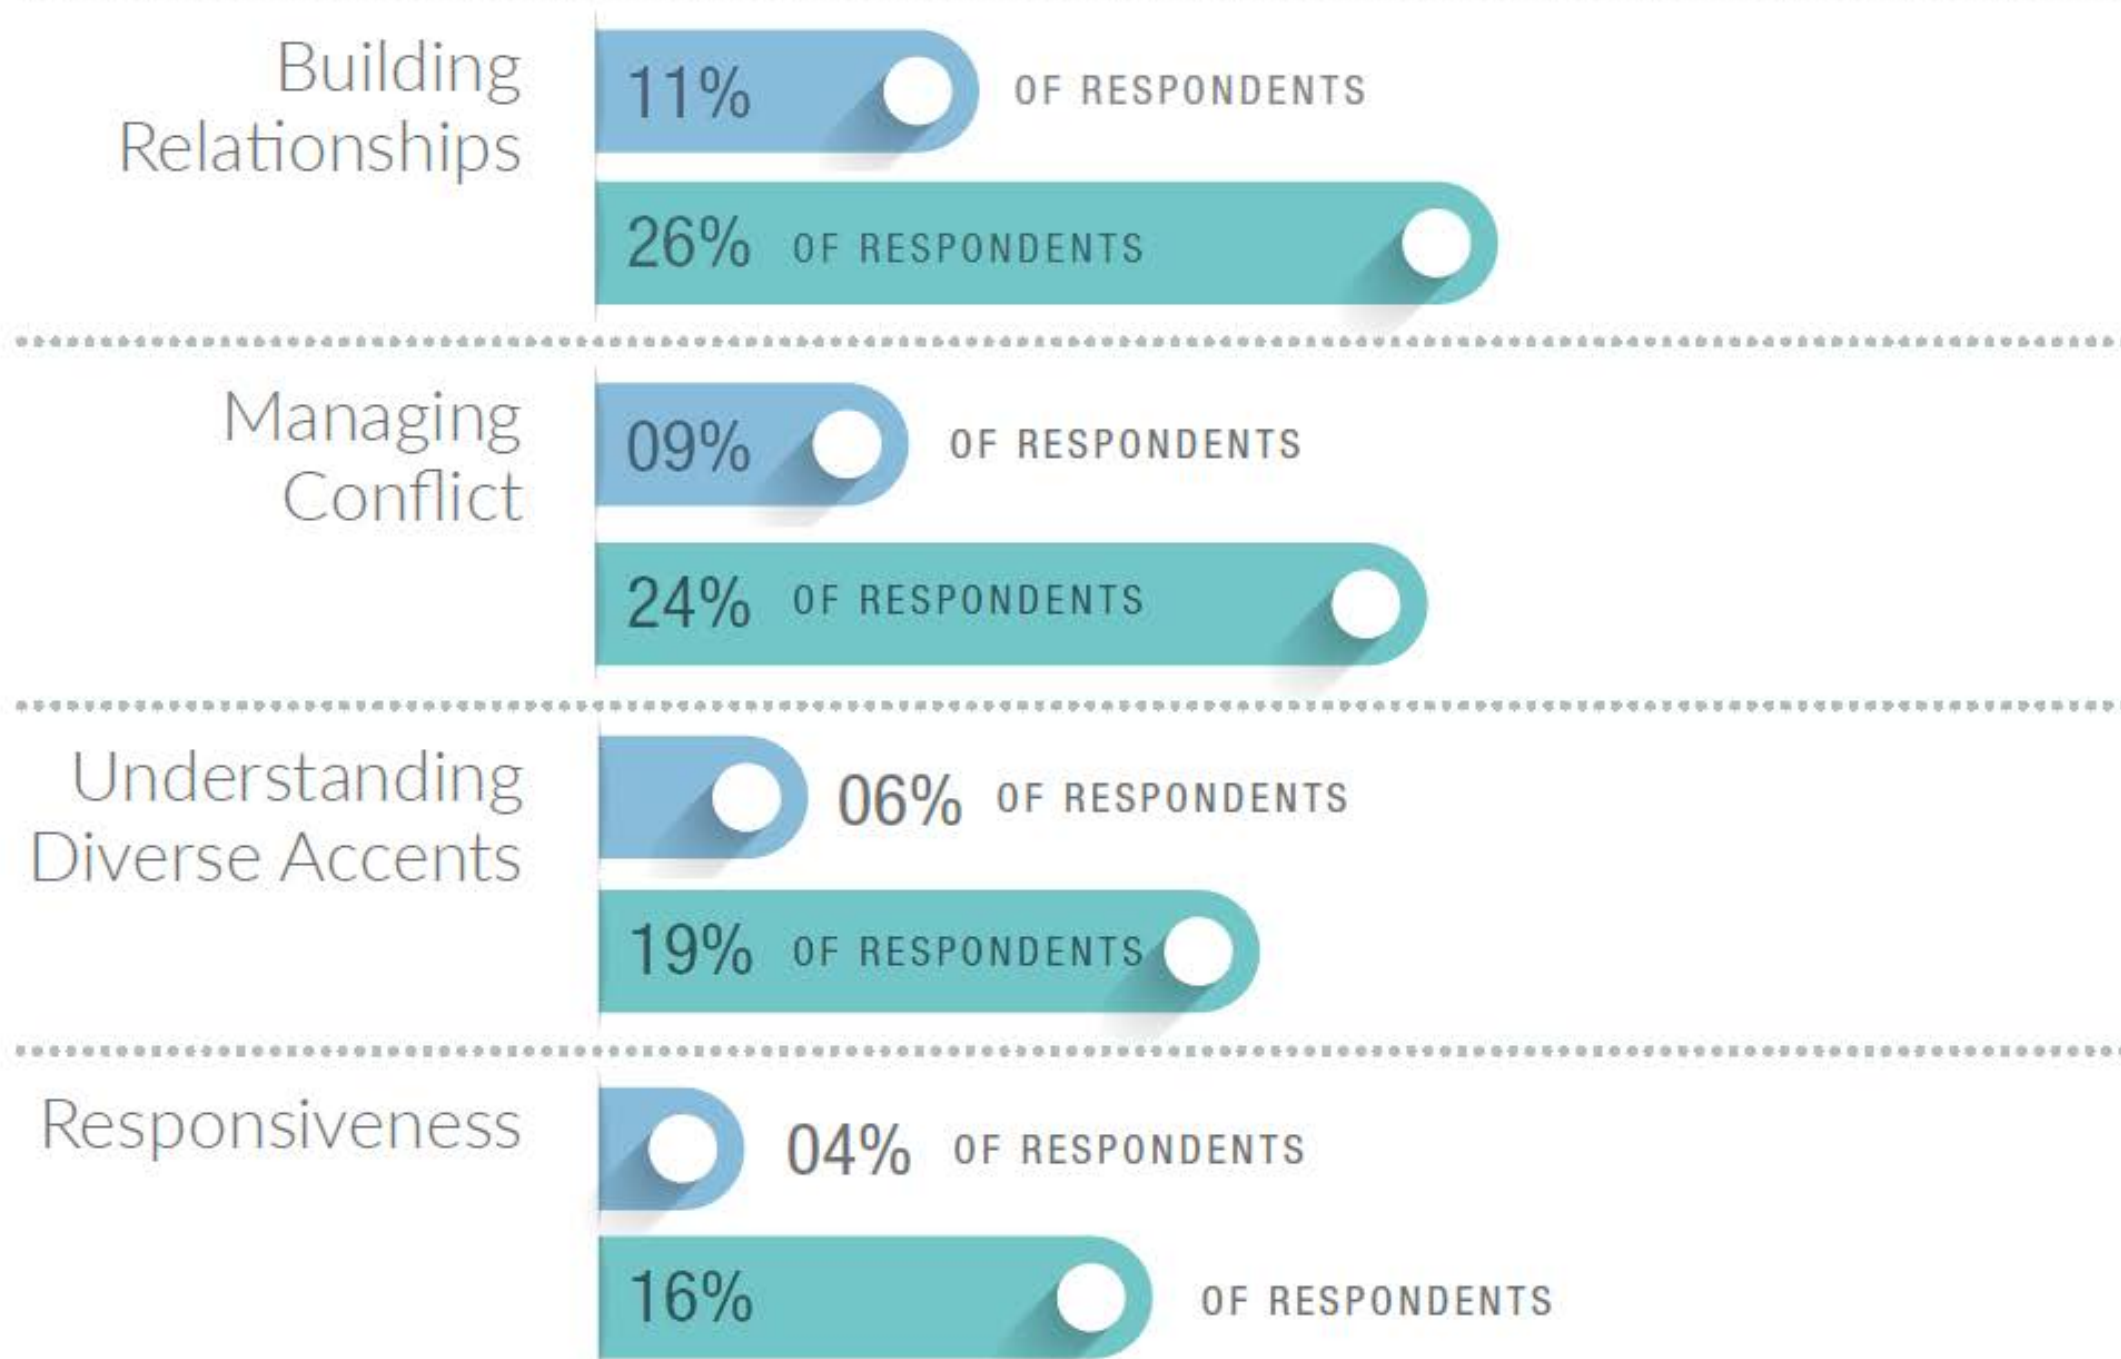 Building
Relationships
11% OF RESPONDENTS
26% OF RESPONDENTS
Managing
Conflict
09% OF RESPONDENTS
24% OF RESPONDENTS
Understanding
Diverse Accents
06% OF RESPONDENTS
19% OF RESPONDENTS
Responsiveness
04% OF RESPONDENTS
16% OF RESPONDENTS